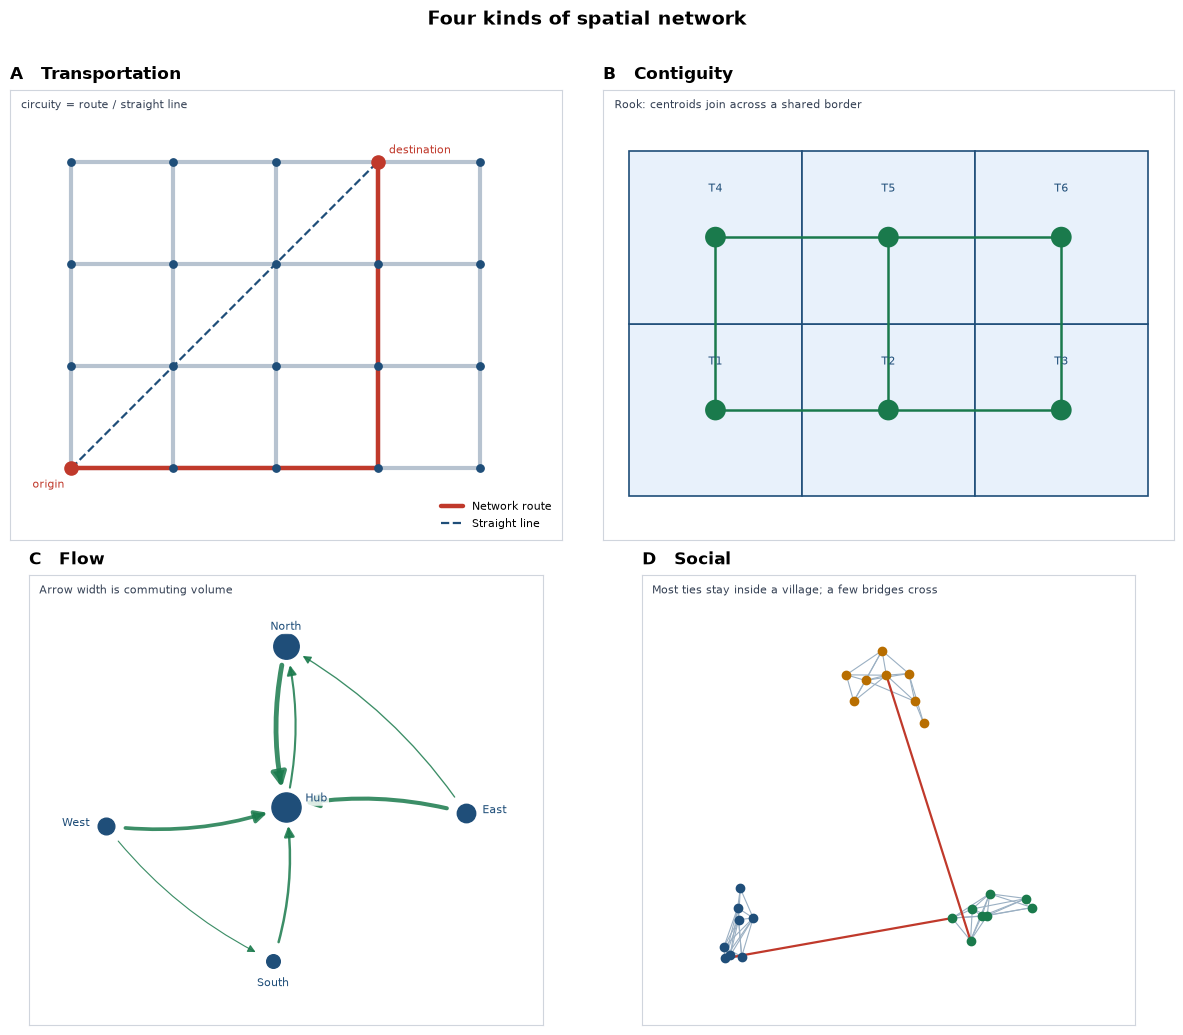 Four kinds of spatial network
A Transportation
circuity = route / straight line
destination
origin
Network route
Straight line
B Contiguity
Rook: centroids join across a shared border
T4
T5
T6
T1
T2
T3
C Flow
Arrow width is commuting volume
North
Hub
West
East
South
D Social
Most ties stay inside a village; a few bridges cross